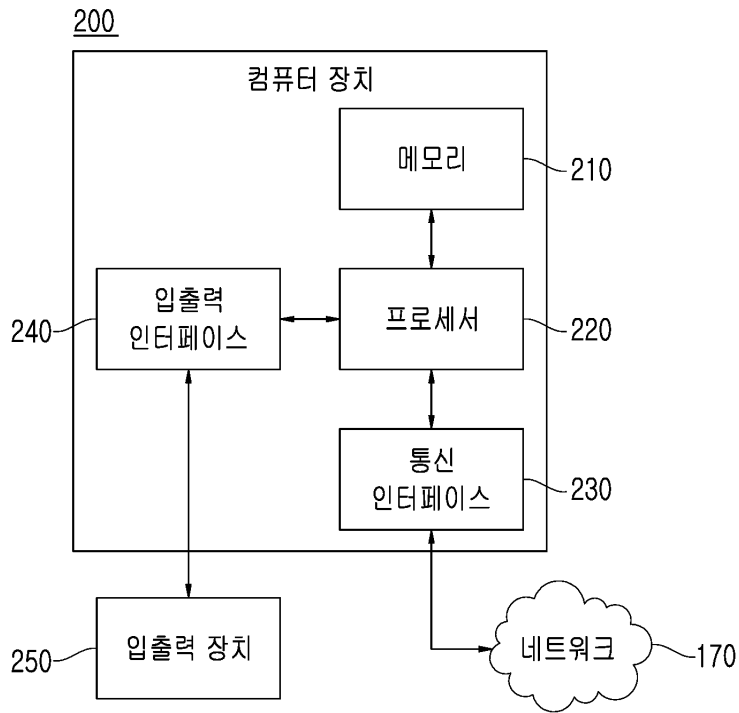 200
컴퓨터 장치
메모리
210
입출력
인터페이스
240
프로세서
220
통신
인터페이스
230
입출력 장치
250
네트워크
170